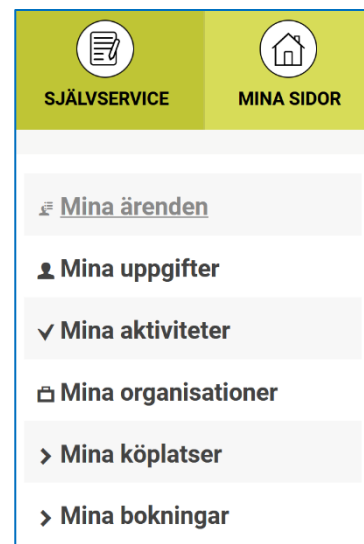 SJÄLVSERVICE
MINA SIDOR
Mina ärenden
Mina uppgifter
Mina aktiviteter
Mina organisationer
Mina köplatser
Mina bokningar